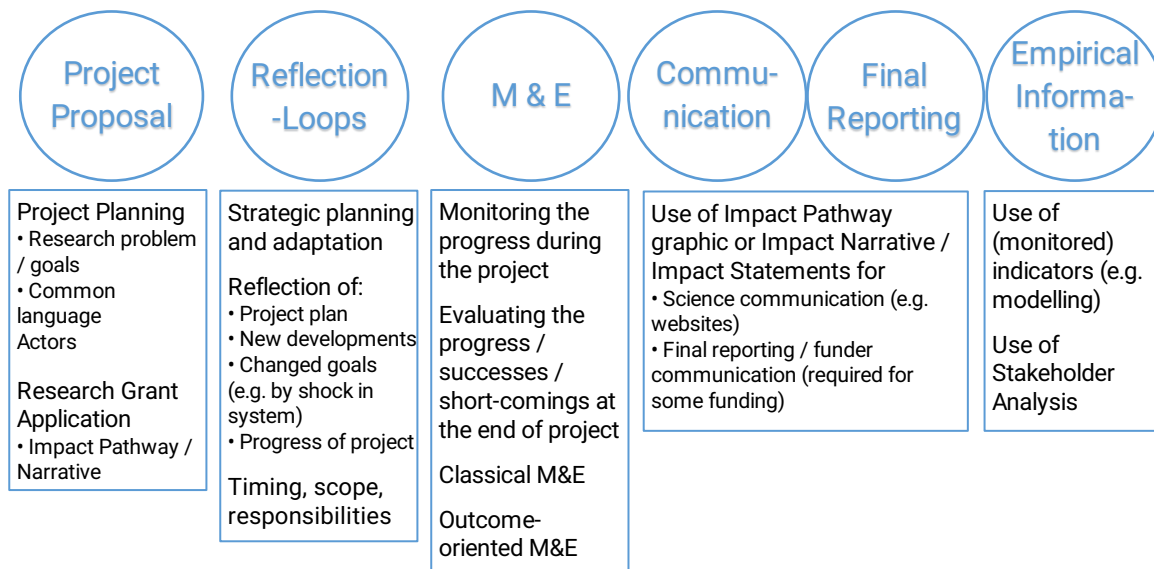 Project
Proposal
Reflection
-Loops
M & E
Commu-
nication
Final
Reporting
Empirical
Informa-
tion
Project Planning
• Research problem
/ goals
• Common
language
Actors
Research Grant
Application
• Impact Pathway /
Narrative
Strategic planning
and adaptation
Reflection of:
• Project plan
• New developments
• Changed goals
(e.g. by shock in
system)
• Progress of project
Timing, scope,
responsibilities
Monitoring the
progress during
the project
Evaluating the
progress /
successes /
short-comings at
the end of project
Classical M&E
Outcome-
oriented M&E
Use of Impact Pathway
graphic or Impact Narrative /
Impact Statements for
• Science communication (e.g.
websites)
• Final reporting / funder
communication (required for
some funding)
Use of
(monitored)
indicators (e.g.
modelling)
Use of
Stakeholder
Analysis